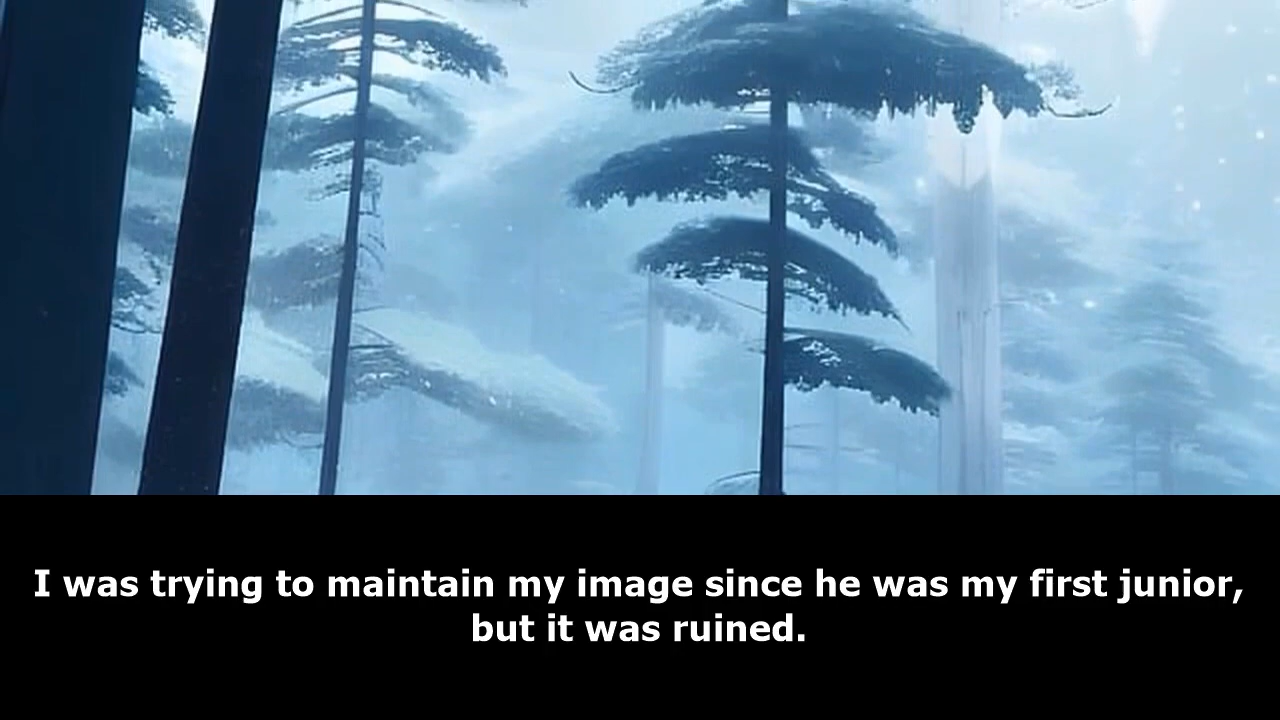 I was trying to maintain my image since he was my first junior,
but it was ruined.